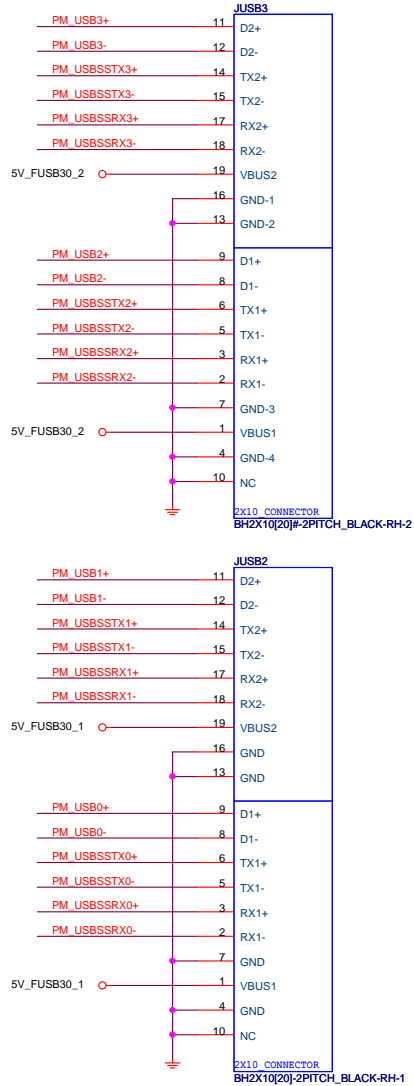 JUSB3
PM_USB3+ 11 D2+
PM_USB3- 12 D2-
PM_USBSSTX3+ 14 TX2+
PM_USBSSTX3- 15 TX2-
PM_USBSSRX3+ 17 RX2+
PM_USBSSRX3- 18 RX2-
5V_FUSB30_2 19 VBUS2
16 GND-1
13 GND-2
PM_USB2+ 9 D1+
PM_USB2- 8 D1-
PM_USBSSTX2+ 6 TX1+
PM_USBSSTX2- 5 TX1-
PM_USBSSRX2+ 3 RX1+
PM_USBSSRX2- 2 RX1-
7 GND-3
5V_FUSB30_2 1 VBUS1
4 GND-4
10 NC
2X10_CONNECTOR
BH2X10[20]#-2PITCH_BLACK-RH-2
JUSB2
PM_USB1+ 11 D2+
PM_USB1- 12 D2-
PM_USBSSTX1+ 14 TX2+
PM_USBSSTX1- 15 TX2-
PM_USBSSRX1+ 17 RX2+
PM_USBSSRX1- 18 RX2-
5V_FUSB30_1 19 VBUS2
16 GND
13 GND
PM_USB0+ 9 D1+
PM_USB0- 8 D1-
PM_USBSSTX0+ 6 TX1+
PM_USBSSTX0- 5 TX1-
PM_USBSSRX0+ 3 RX1+
PM_USBSSRX0- 2 RX1-
7 GND
5V_FUSB30_1 1 VBUS1
4 GND
10 NC
2X10_CONNECTOR
BH2X10[20]-2PITCH_BLACK-RH-1